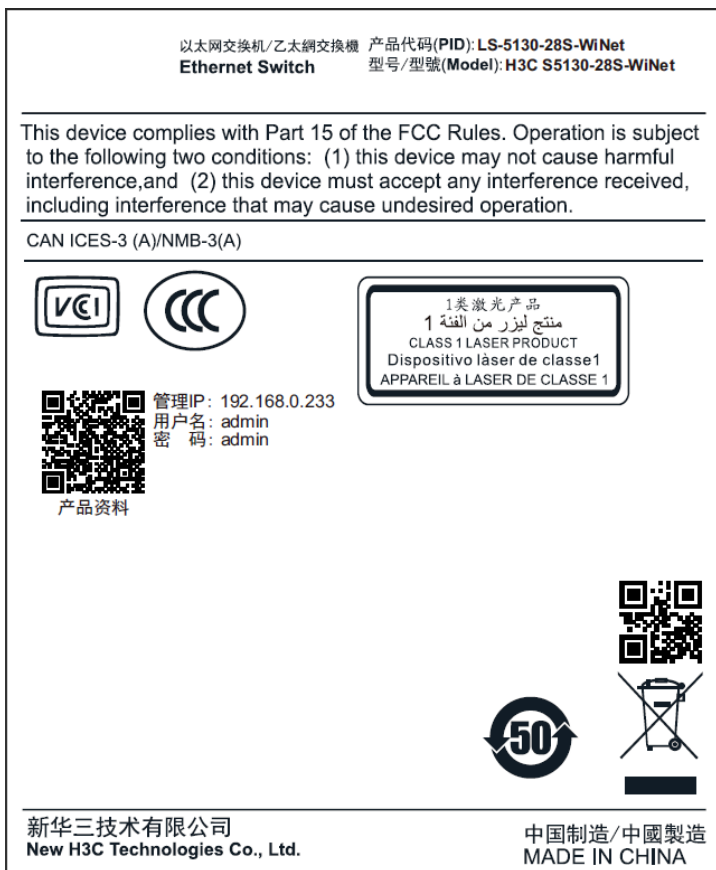 以太网交换机/乙太網交換機 产品代码(PID):LS-5130-28S-WiNet
Ethernet Switch 型号/型號(Model):H3C S5130-28S-WiNet
This device complies with Part 15 of the FCC Rules. Operation is subject
to the following two conditions: (1) this device may not cause harmful
interference,and (2) this device must accept any interference received,
including interference that may cause undesired operation.
CAN ICES-3 (A)/NMB-3(A)
VCI
CCC
1类激光产品
منتج ليزر من الفئة 1
CLASS 1 LASER PRODUCT
Dispositivo làser de classe1
APPAREIL à LASER DE CLASSE 1
管理IP: 192.168.0.233
用户名: admin
密 码: admin
产品资料
50
新华三技术有限公司
New H3C Technologies Co., Ltd.
中国制造/中國製造
MADE IN CHINA